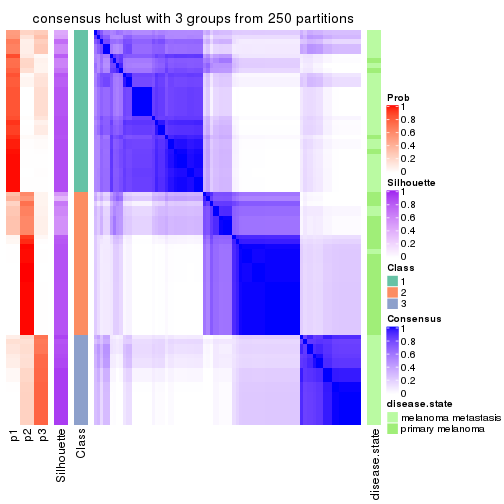 consensus hclust with 3 groups from 250 partitions
Prob
1
0.8
0.6
0.4
0.2
0
Silhouette
1
0.8
0.6
0.4
0.2
0
Class
1
2
3
Consensus
1
0.8
0.6
0.4
0.2
0
disease.state
melanoma metastasis
primary melanoma
p1
p2
p3
Silhouette
Class
disease.state